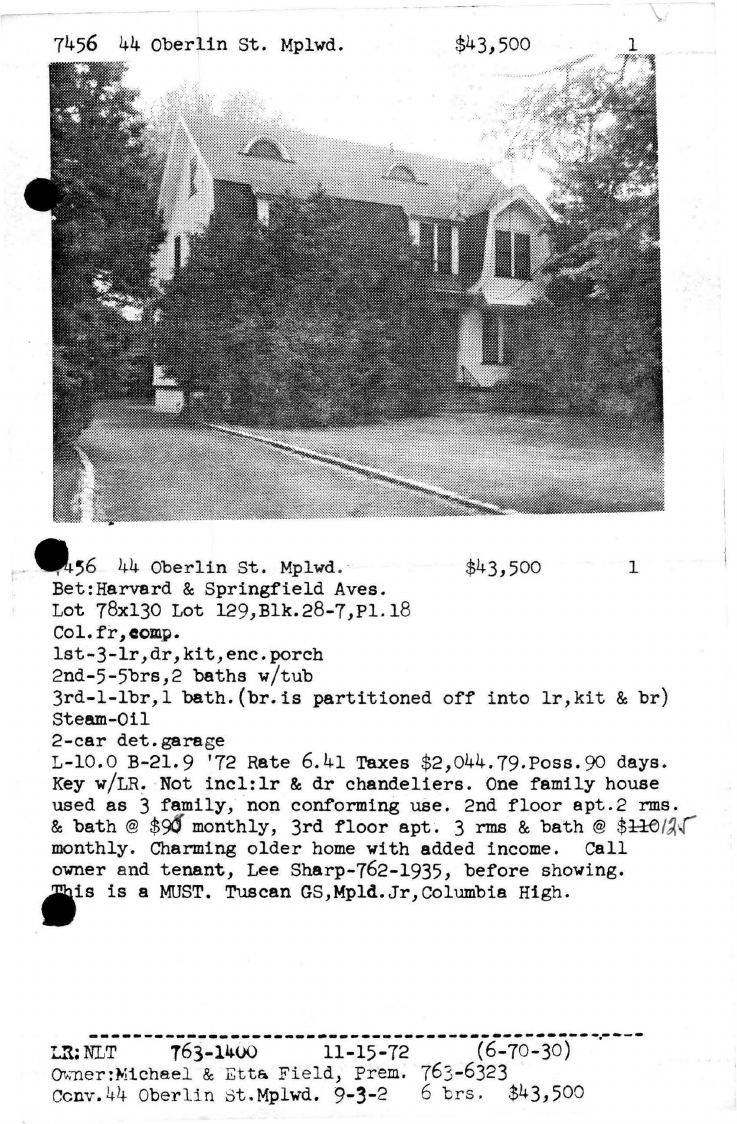 7456 44 Oberlin St. Mplwd. $43,500 1
7456 44 Oberlin St. Mplwd. $43,500 1
Bet:Harvard & Springfield Aves.
Lot 78x130 Lot 129,Blk.28-7,Pl.18
Col.fr,comp.
1st-3-lr,dr,kit,enc.porch
2nd-5-5brs,2 baths w/tub
3rd-1-1br,1 bath.(br.is partitioned off into lr,kit & br)
Steam-Oil
2-car det.garage
L-10.0 B-21.9 '72 Rate 6.41 Taxes $2,044.79.Poss.90 days.
Key w/LR. Not incl:lr & dr chandeliers. One family house
used as 3 family, non conforming use. 2nd floor apt.2 rms.
& bath @ monthly, 3rd floor apt. 3 rms & bath @ $110/125
monthly. Charming older home with added income. Call
owner and tenant, Lee Sharp-762-1935, before showing.
This is a MUST. Tuscan GS,Mpld.Jr,Columbia High.
LR:NLT 763-1400 11-15-72 (6-70-30)
Owner:Michael & Etta Field, Prem. 763-6323
Conv.44 Oberlin St.Mplwd. 9-3-2 6 brs. $43,500